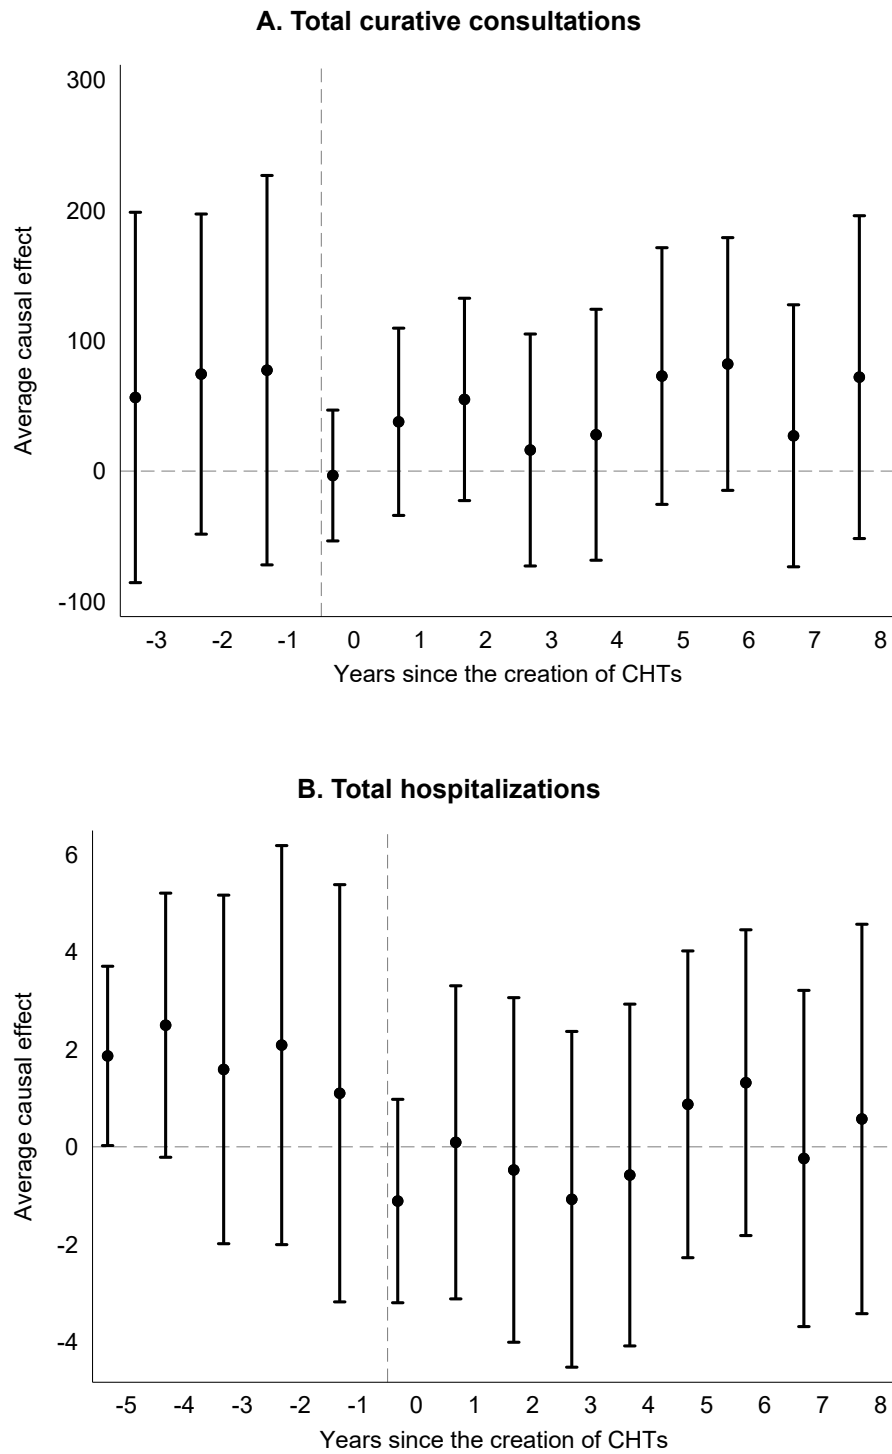 A. Total curative consultations
300
200
100
0
-100
Average causal effect
-3 -2 -1 0 1 2 3 4 5 6 7 8
Years since the creation of CHTs
B. Total hospitalizations
6
4
2
0
-2
-4
Average causal effect
-5 -4 -3 -2 -1 0 1 2 3 4 5 6 7 8
Years since the creation of CHTs